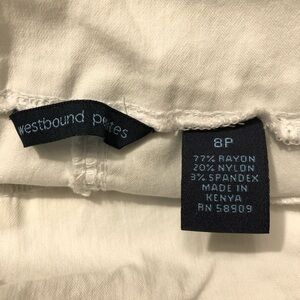 westbound petites
8P
77% RAYON
20% NYLON
3% SPANDEX
MADE IN
KENYA
RN 58909